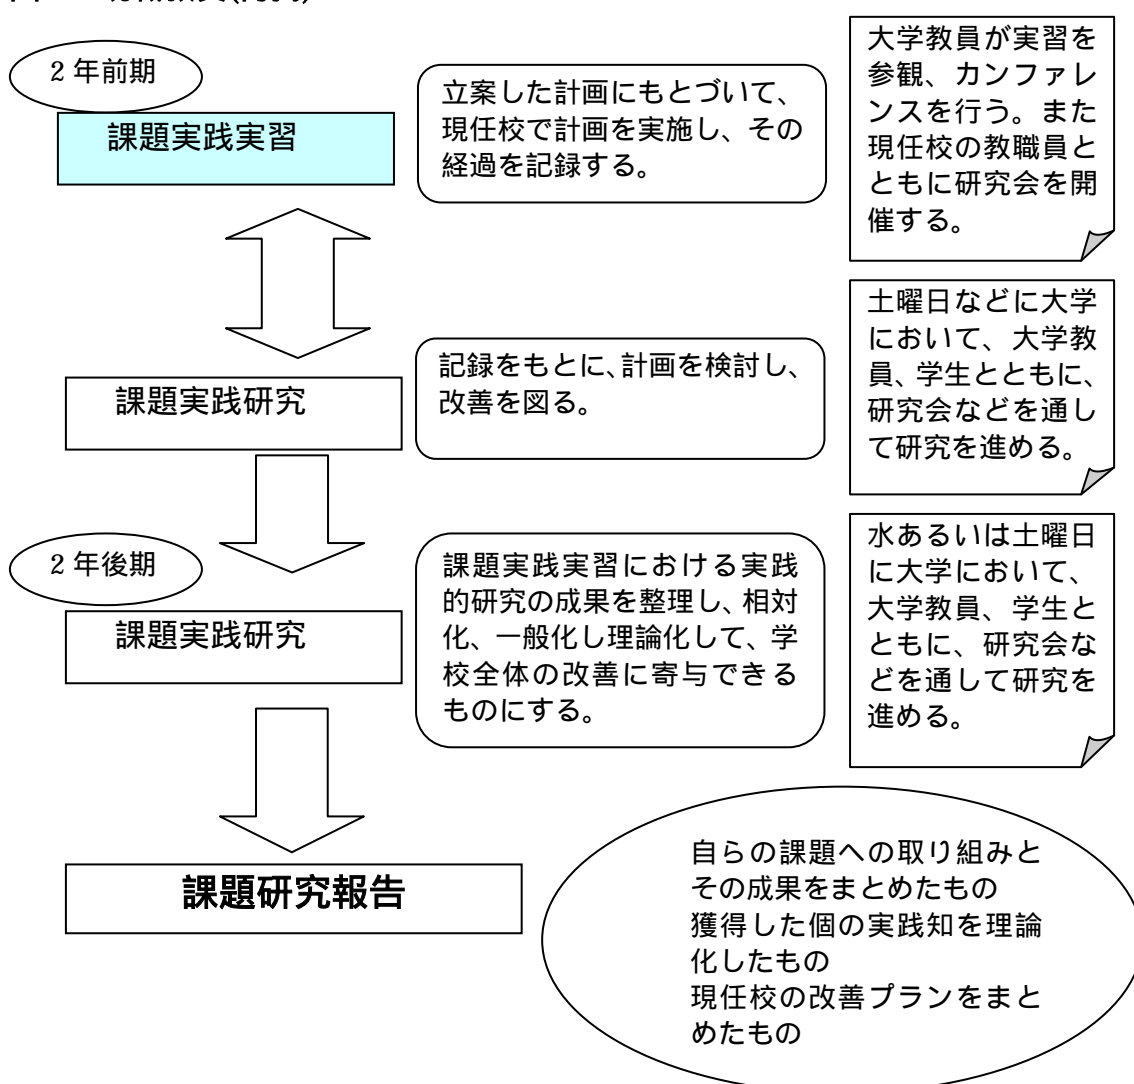 2 年前期
課題実践実習
立案した計画にもとづいて、
現任校で計画を実施し、その
経過を記録する。
大学教員が実習を
参観、カンファレ
ンスを行う。また
現任校の教職員と
ともに研究会を開
催する。
課題実践研究
記録をもとに、計画を検討し、
改善を図る。
土曜日などに大学
において、大学教
員、学生とともに、
研究会などを通し
て研究を進める。
2 年後期
課題実践研究
課題実践実習における実践
的研究の成果を整理し、相対
化、一般化し理論化して、学
校全体の改善に寄与できる
ものにする。
水あるいは土曜日
に大学において、
大学教員、学生と
ともに、研究会な
どを通して研究を
進める。
課題研究報告
自らの課題への取り組みと
その成果をまとめたもの
獲得した個の実践知を理論
化したもの
現任校の改善プランをまと
めたもの